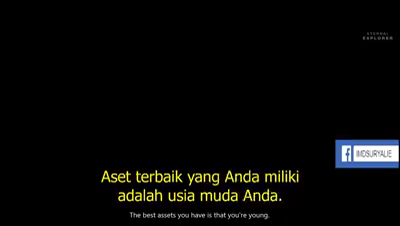 ETERNAL
EXPLORER
IMDSURYALIE
Aset terbaik yang Anda miliki
adalah usia muda Anda.
The best assets you have is that you're young.